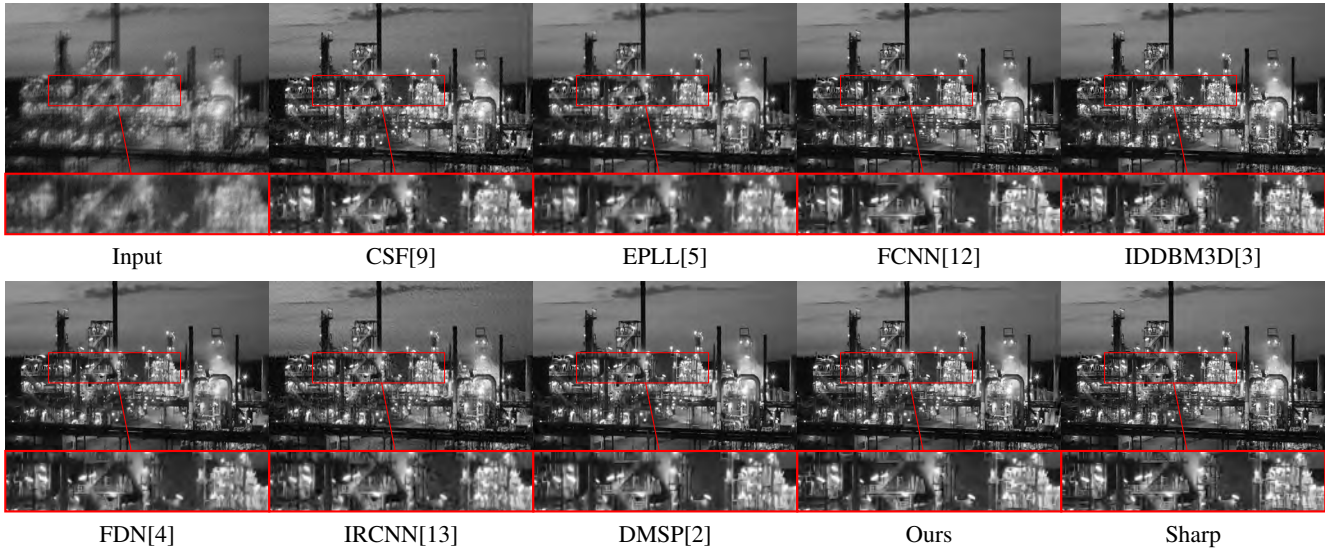 Input CSF[9] EPLL[5] FCNN[12] IDDBM3D[3]
FDN[4] IRCNN[13] DMSP[2] Ours Sharp